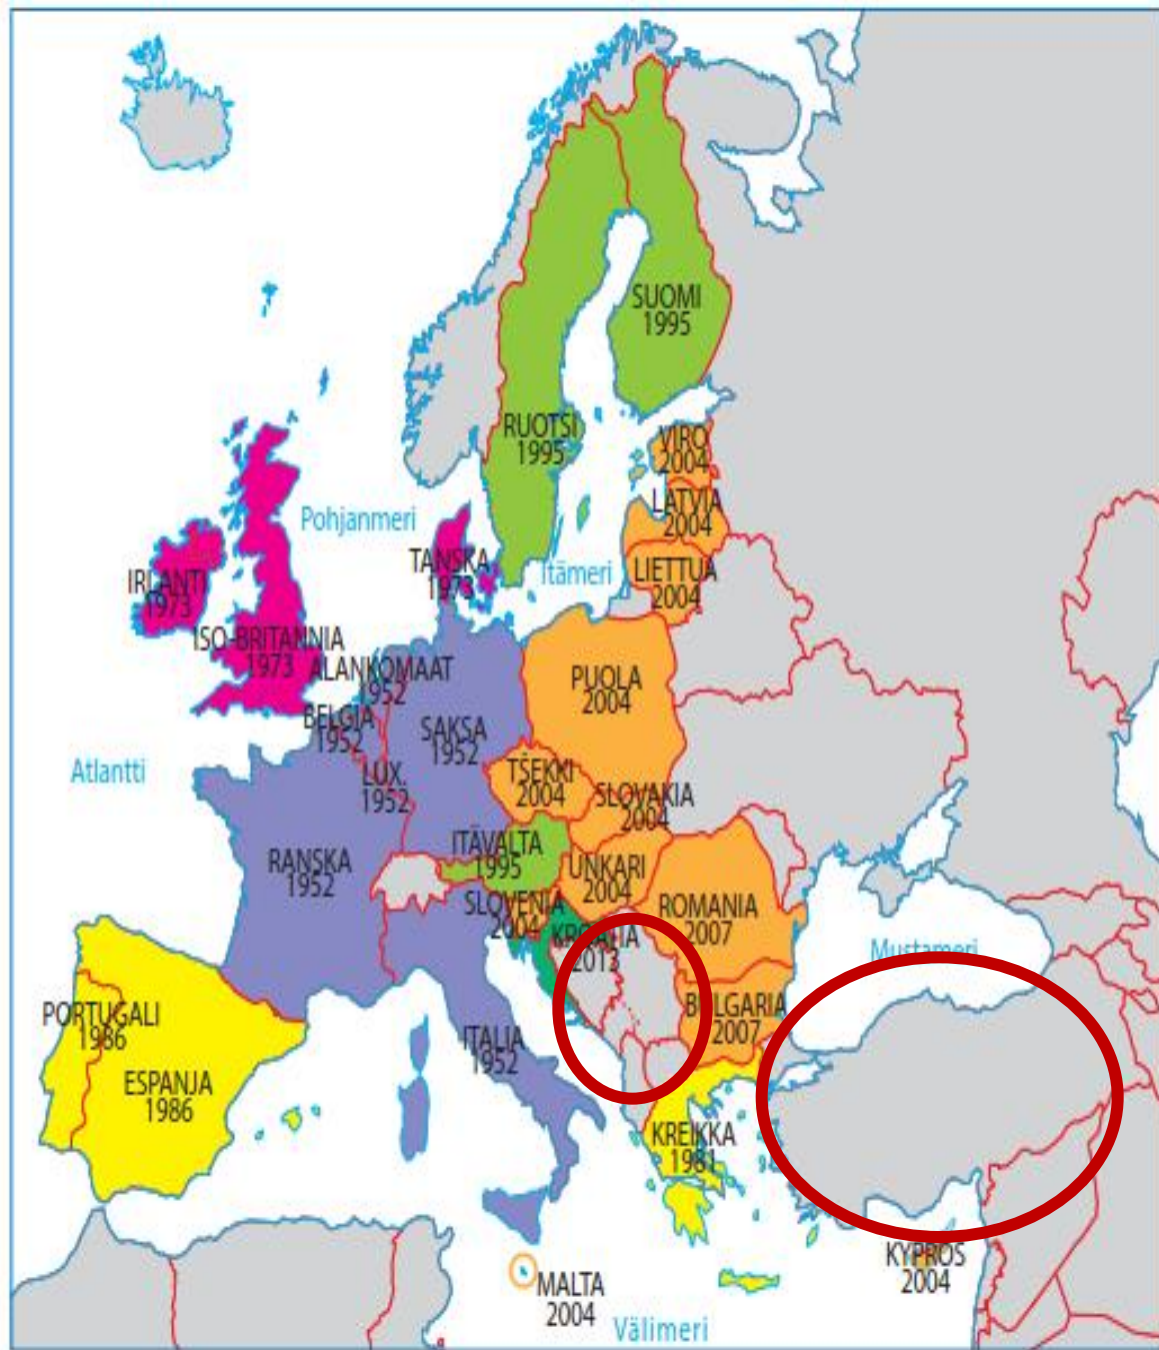 SUOMI
1995
RUOTSI
1995
VIRO
2004
LATVIA
2004
Pohjanmeri
TANSKA
1973
Itämeri
LIETTUA
2004
IRLANTI
1973
ISO-BRITANNIA
1973
ALANKOMAAT
1952
PUOLA
2004
BELGIA
1952
SAKSA
1952
Atlantti
LUX.
1952
TŠEKKI
2004
SLOVAKIA
2004
ITÄVALTA
1995
RANSKA
1952
UNKARI
2004
SLOVENIA
2004
ROMANIA
2007
KROATIA
2013
Mustameri
PORTUGALI
1986
BULGARIA
2007
ITALIA
1952
ESPANJA
1986
KREIKKA
1981
KYPROS
2004
MALTA
2004
Välimeri